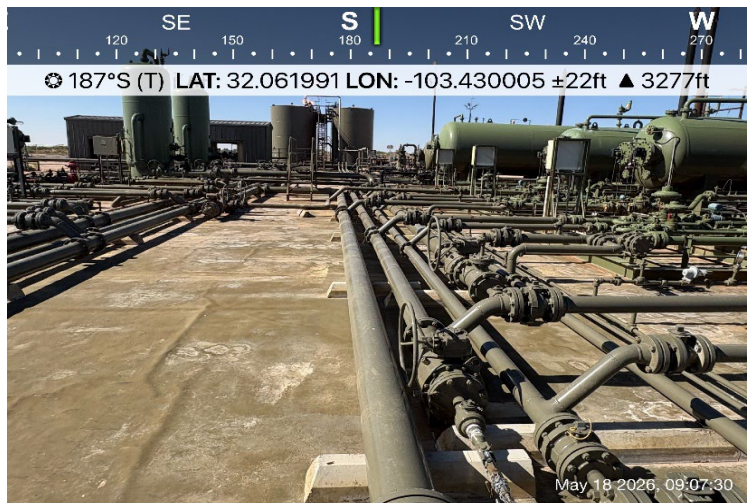 SE S SW W
120 150 180 210 240 270
187°S (T) LAT: 32.061991 LON: -103.430005 ±22ft ▲ 3277ft
May 18 2026, 09:07:30